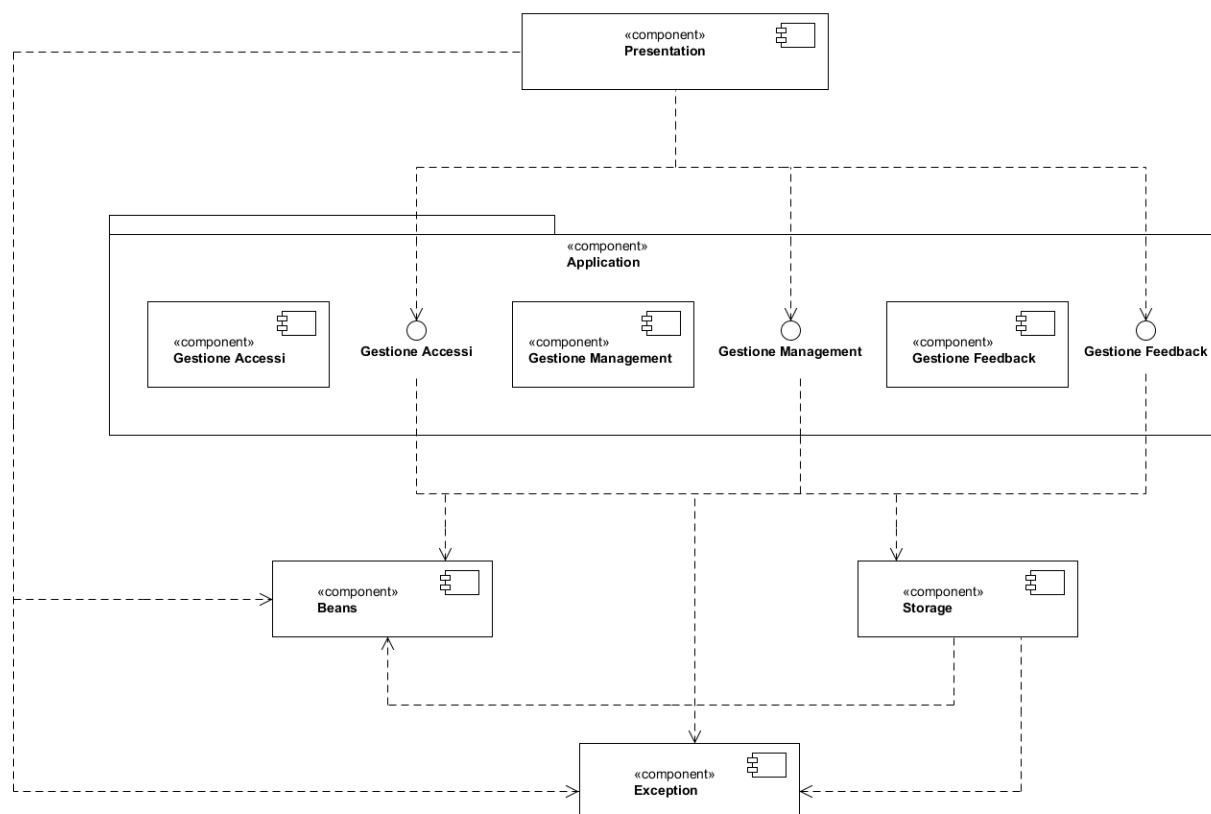 «component»
Presentation
«component»
Application
«component»
Gestione Accessi
Gestione Accessi
«component»
Gestione Management
Gestione Management
«component»
Gestione Feedback
Gestione Feedback
«component»
Beans
«component»
Storage
«component»
Exception